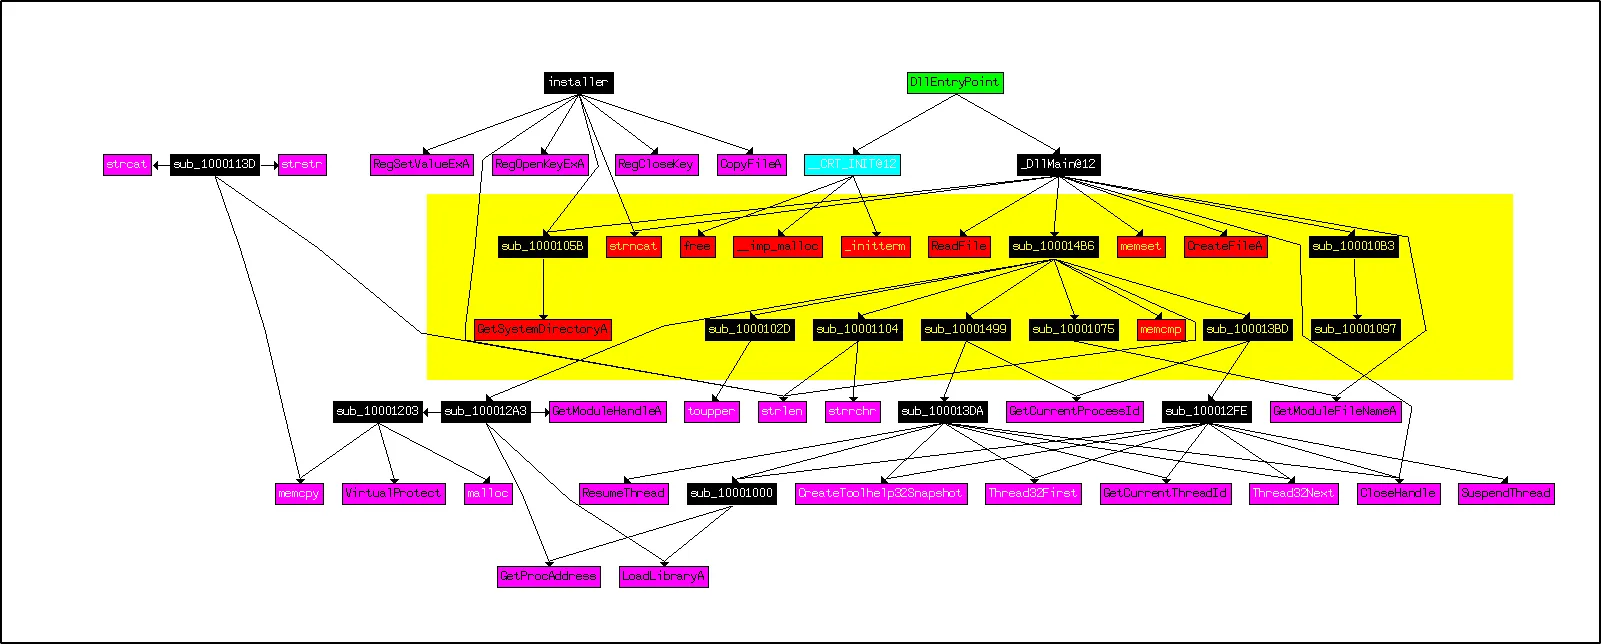 installer
DllEntryPoint
strcat
sub_1000113D
strstr
RegSetValueExA
RegOpenKeyExA
RegCloseKey
CopyFileA
__CRT_INIT@12
_DllMain@12
sub_1000105B
strncat
free
__imp_malloc
_initterm
ReadFile
sub_100014B6
memset
CreateFileA
sub_100010B3
GetSystemDirectoryA
sub_1000102D
sub_10001104
sub_10001499
sub_10001075
memcmp
sub_100013BD
sub_10001097
sub_10001203
sub_100012A3
GetModuleHandleA
toupper
strlen
strrchr
sub_100013DA
GetCurrentProcessId
sub_100012FE
GetModuleFileNameA
memcpy
VirtualProtect
malloc
ResumeThread
sub_10001000
CreateToolhelp32Snapshot
Thread32First
GetCurrentThreadId
Thread32Next
CloseHandle
SuspendThread
GetProcAddress
LoadLibraryA